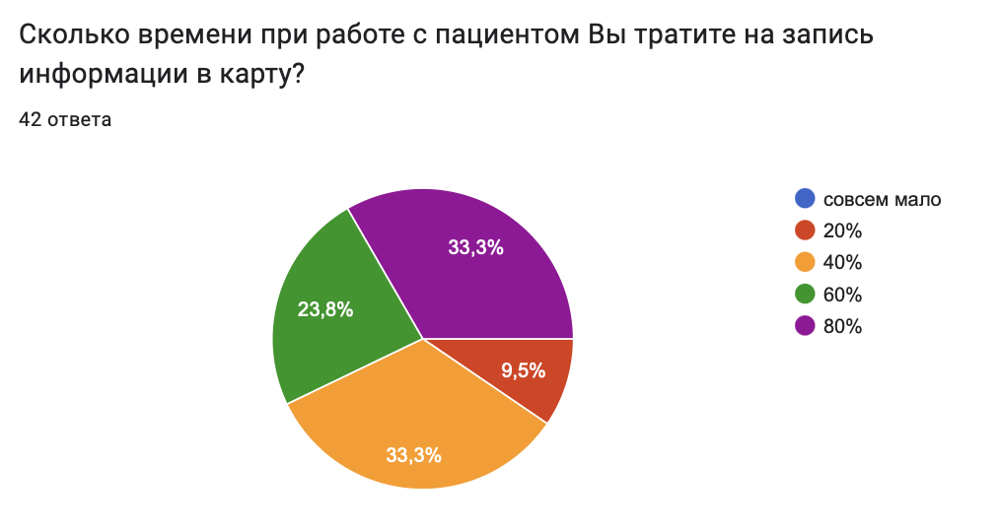 Сколько времени при работе с пациентом Вы тратите на запись
информации в карту?
42 ответа
совсем мало
20%
40%
60%
80%
33,3%
23,8%
9,5%
33,3%